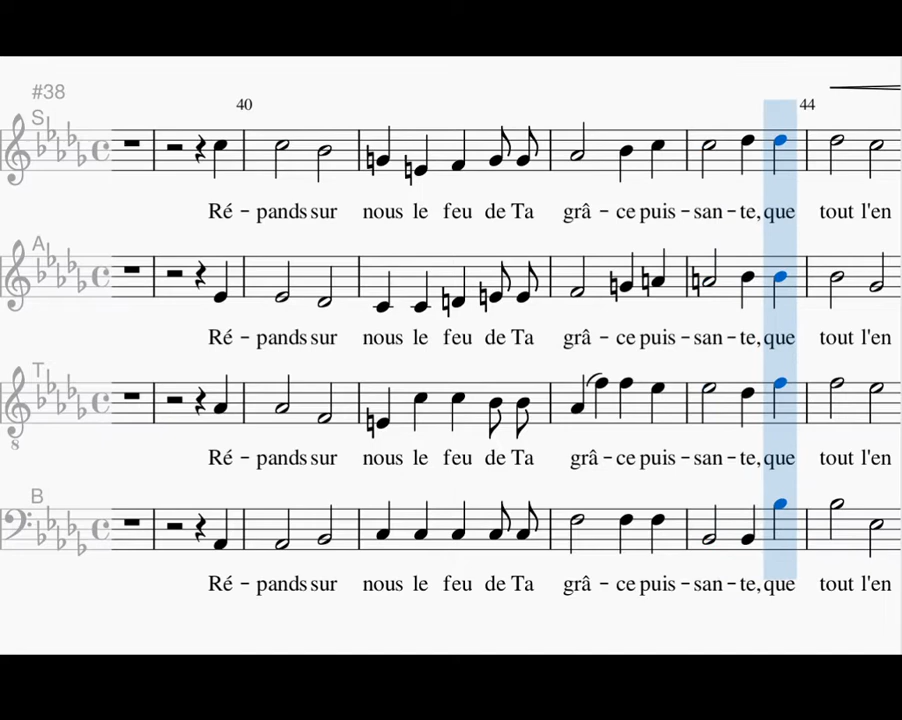 #38
40 44
S
Ré - pands sur nous le feu de Ta grâ - ce puis - san - te, que tout l'en
A
Ré - pands sur nous le feu de Ta grâ - ce puis - san - te, que tout l'en
T
8
Ré - pands sur nous le feu de Ta grâ - ce puis - san - te, que tout l'en
B
Ré - pands sur nous le feu de Ta grâ - ce puis - san - te, que tout l'en